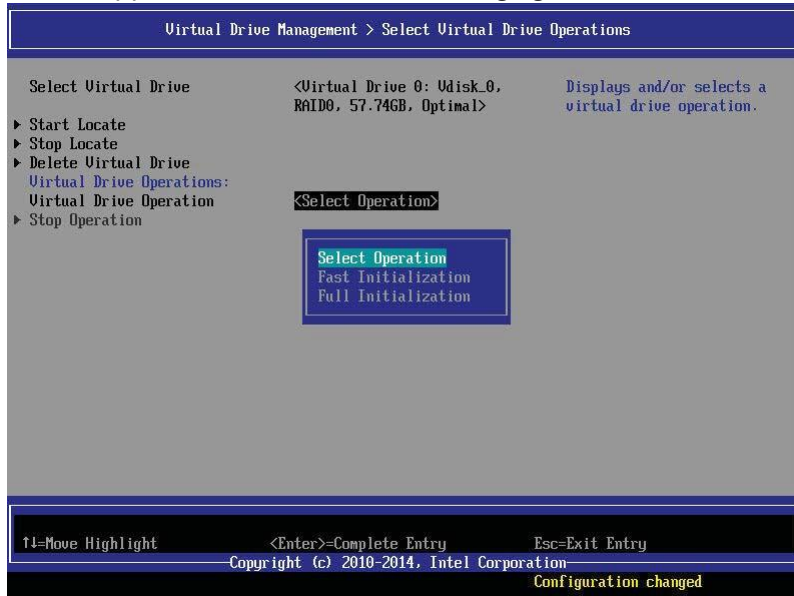 Virtual Drive Management > Select Virtual Drive Operations
Select Virtual Drive <Virtual Drive 0: Vdisk_0, Displays and/or selects a
RAID0, 57.74GB, Optimal> virtual drive operation.
▶ Start Locate
▶ Stop Locate
▶ Delete Virtual Drive
Virtual Drive Operations:
Virtual Drive Operation <Select Operation>
▶ Stop Operation
Select Operation
Fast Initialization
Full Initialization
↑↓=Move Highlight <Enter>=Complete Entry Esc=Exit Entry
Copyright (c) 2010-2014, Intel Corporation
Configuration changed